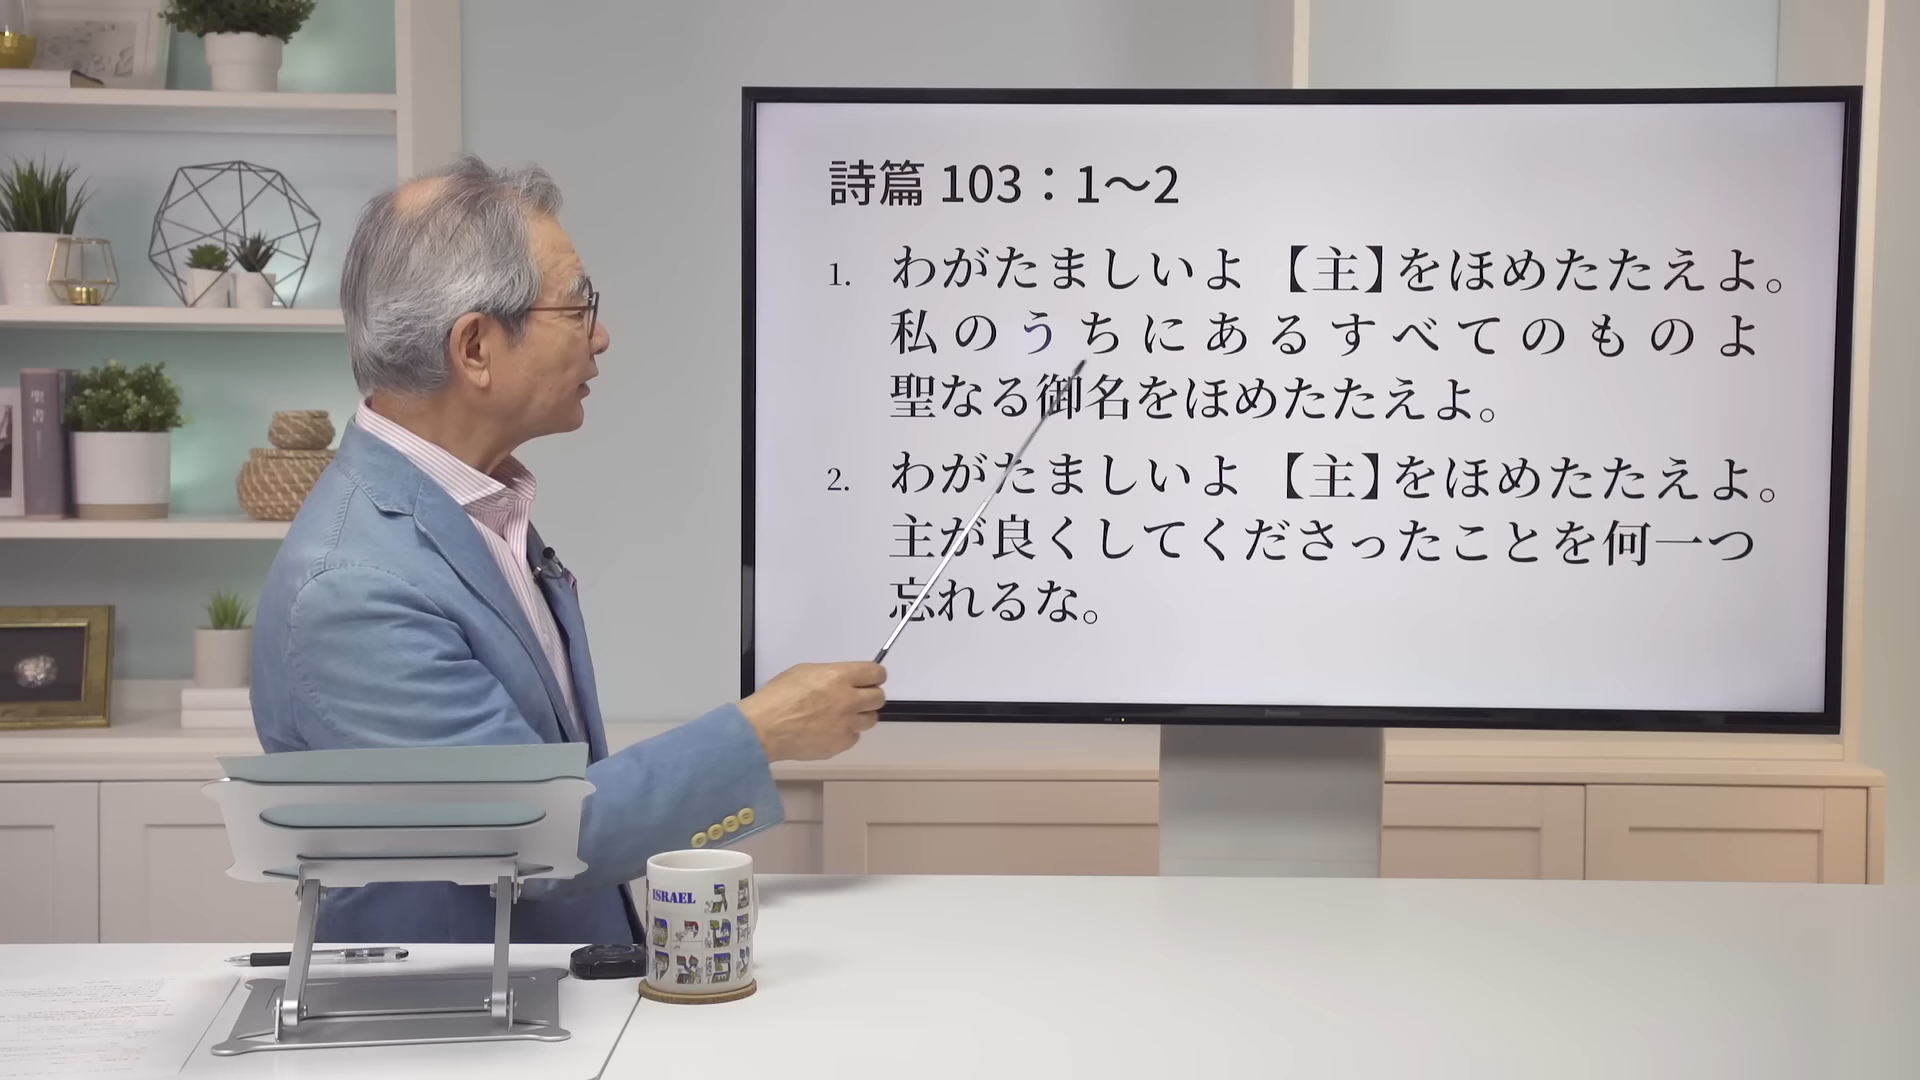 詩篇 103：1〜2
1. わがたましいよ 【主】をほめたたえよ。
私のうちにあるすべてのものよ
聖なる御名をほめたたえよ。
2. わがたましいよ 【主】をほめたたえよ。
主が良くしてくださったことを何一つ
忘れるな。
聖書
ISRAEL